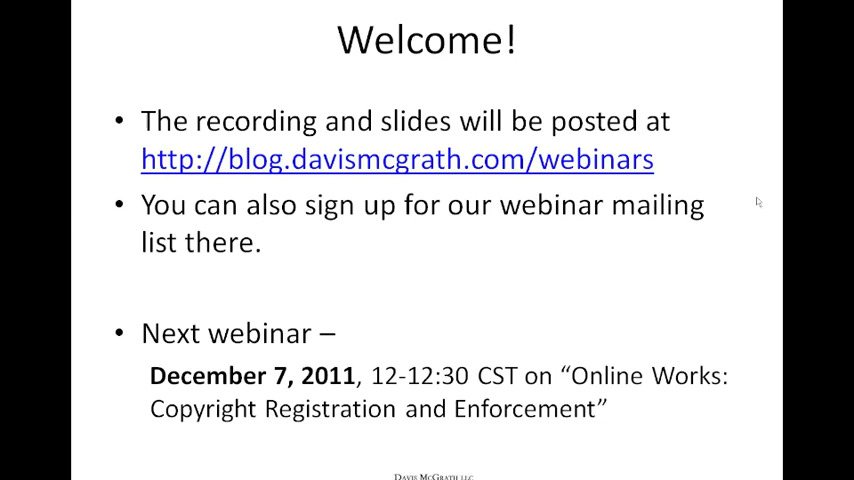 Welcome!
• The recording and slides will be posted at
http://blog.davismcgrath.com/webinars
• You can also sign up for our webinar mailing
list there.
• Next webinar –
December 7, 2011, 12-12:30 CST on “Online Works:
Copyright Registration and Enforcement”
DAVIS MCGRATH LLC